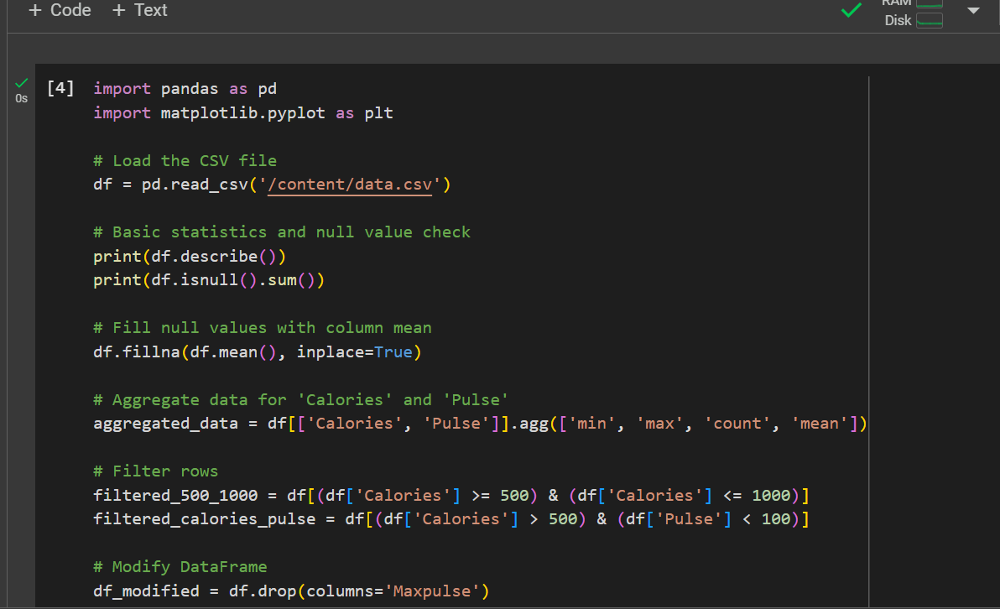 + Code + Text
RAM
Disk
0s
[4] import pandas as pd
import matplotlib.pyplot as plt
# Load the CSV file
df = pd.read_csv('/content/data.csv')
# Basic statistics and null value check
print(df.describe())
print(df.isnull().sum())
# Fill null values with column mean
df.fillna(df.mean(), inplace=True)
# Aggregate data for 'Calories' and 'Pulse'
aggregated_data = df[['Calories', 'Pulse']].agg(['min', 'max', 'count', 'mean'])
# Filter rows
filtered_500_1000 = df[(df['Calories'] >= 500) & (df['Calories'] <= 1000)]
filtered_calories_pulse = df[(df['Calories'] > 500) & (df['Pulse'] < 100)]
# Modify DataFrame
df_modified = df.drop(columns='Maxpulse')